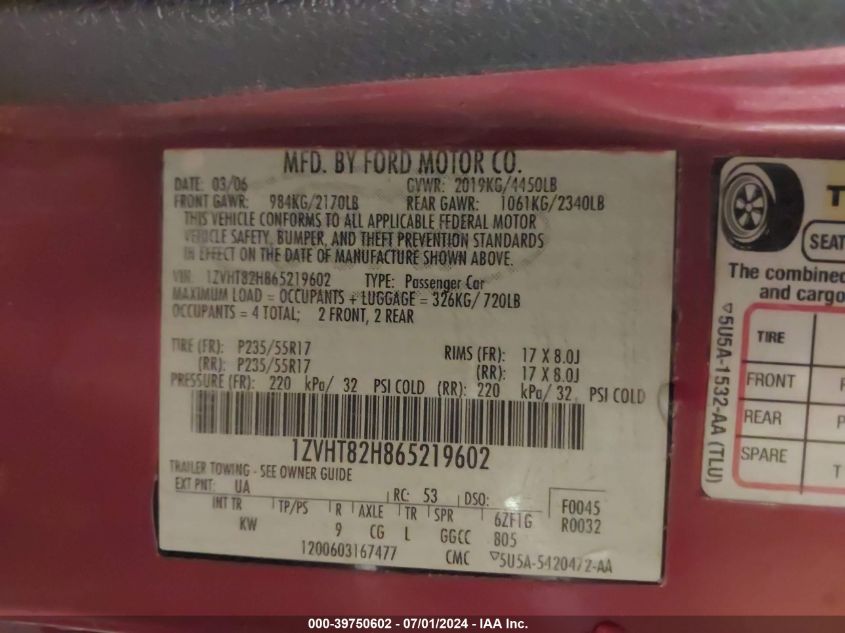 MFD. BY FORD MOTOR CO.
DATE: 03/06 GVWR: 2019KG/4450LB
FRONT GAWR: 984KG/2170LB REAR GAWR: 1061KG/2340LB
THIS VEHICLE CONFORMS TO ALL APPLICABLE FEDERAL MOTOR
VEHICLE SAFETY, BUMPER, AND THEFT PREVENTION STANDARDS
IN EFFECT ON THE DATE OF MANUFACTURE SHOWN ABOVE.
VIN: 1ZVHT82H865219602 TYPE: Passenger Car
MAXIMUM LOAD = OCCUPANTS + LUGGAGE = 326KG/ 720LB
OCCUPANTS = 4 TOTAL; 2 FRONT, 2 REAR
TIRE (FR): P235/55R17 RIMS (FR): 17 X 8.0J
(RR): P235/55R17 (RR): 17 X 8.0J
PRESSURE (FR): 220 kPa/ 32 PSI COLD (RR): 220 kPa/ 32 PSI COLD
1ZVHT82H865219602
TRAILER TOWING - SEE OWNER GUIDE
EXT PNT: UA RC: 53 DSO: F0045
INT TR TP/PS R AXLE TR SPR 6ZF1G R0032
KW 9 CG L GGCC 805
1200603167477 CMC ▽5U5A-5420472-AA
T
SEAT
The combined
and cargo
TIRE
FRONT P
REAR P
SPARE T
▽5U5A-1532-AA (TLU)
000-39750602 - 07/01/2024 - IAA Inc.